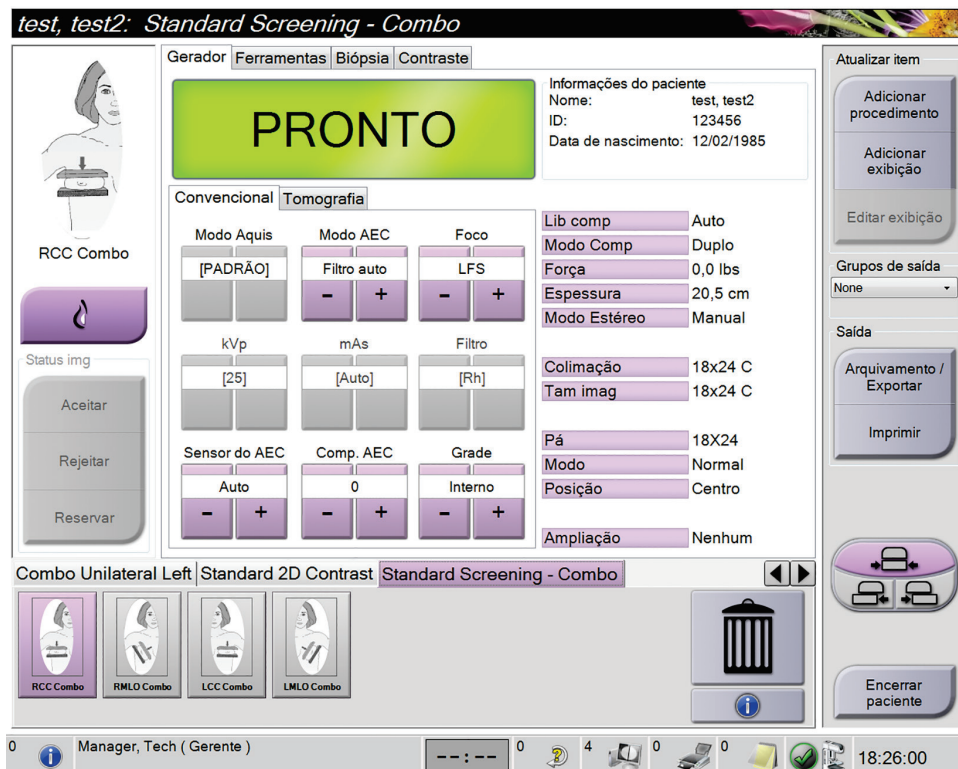 test, test2: Standard Screening - Combo
Gerador Ferramentas Biópsia Contraste
PRONTO
Informações do paciente
Nome: test, test2
ID: 123456
Data de nascimento: 12/02/1985
Atualizar item
Adicionar
procedimento
Adicionar
exibição
Editar exibição
Grupos de saída
None
Saída
Arquivamento /
Exportar
Imprimir
RCC Combo
Status img
Aceitar
Rejeitar
Reservar
Convencional Tomografia
Modo Aquis Modo AEC Foco
[PADRÃO] Filtro auto LFS
- + - +
kVp mAs Filtro
[25] [Auto] [Rh]
Sensor do AEC Comp. AEC Grade
Auto 0 Interno
- + - + - +
Lib comp Auto
Modo Comp Duplo
Força 0,0 lbs
Espessura 20,5 cm
Modo Estéreo Manual
Colimação 18x24 C
Tam imag 18x24 C
Pá 18X24
Modo Normal
Posição Centro
Ampliação Nenhum
Combo Unilateral Left Standard 2D Contrast Standard Screening - Combo
RCC Combo RMLO Combo LCC Combo LMLO Combo
Encerrar
paciente
0 Manager, Tech ( Gerente ) --:-- 0 4 0 0 18:26:00